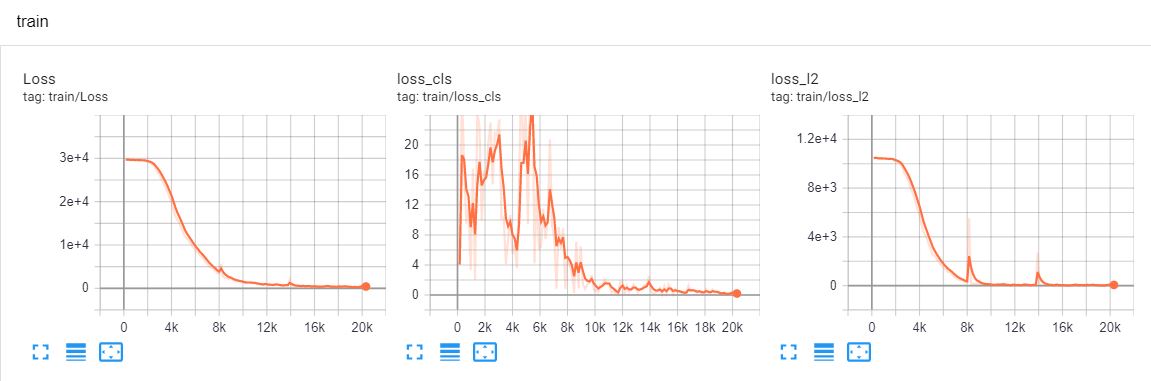 train
Loss
tag: train/Loss
3e+4
2e+4
1e+4
0
0 4k 8k 12k 16k 20k
loss_cls
tag: train/loss_cls
20
16
12
8
4
0
0 2k 4k 6k 8k 10k 12k 14k 16k 18k 20k
loss_l2
tag: train/loss_l2
1.2e+4
8e+3
4e+3
0
0 4k 8k 12k 16k 20k